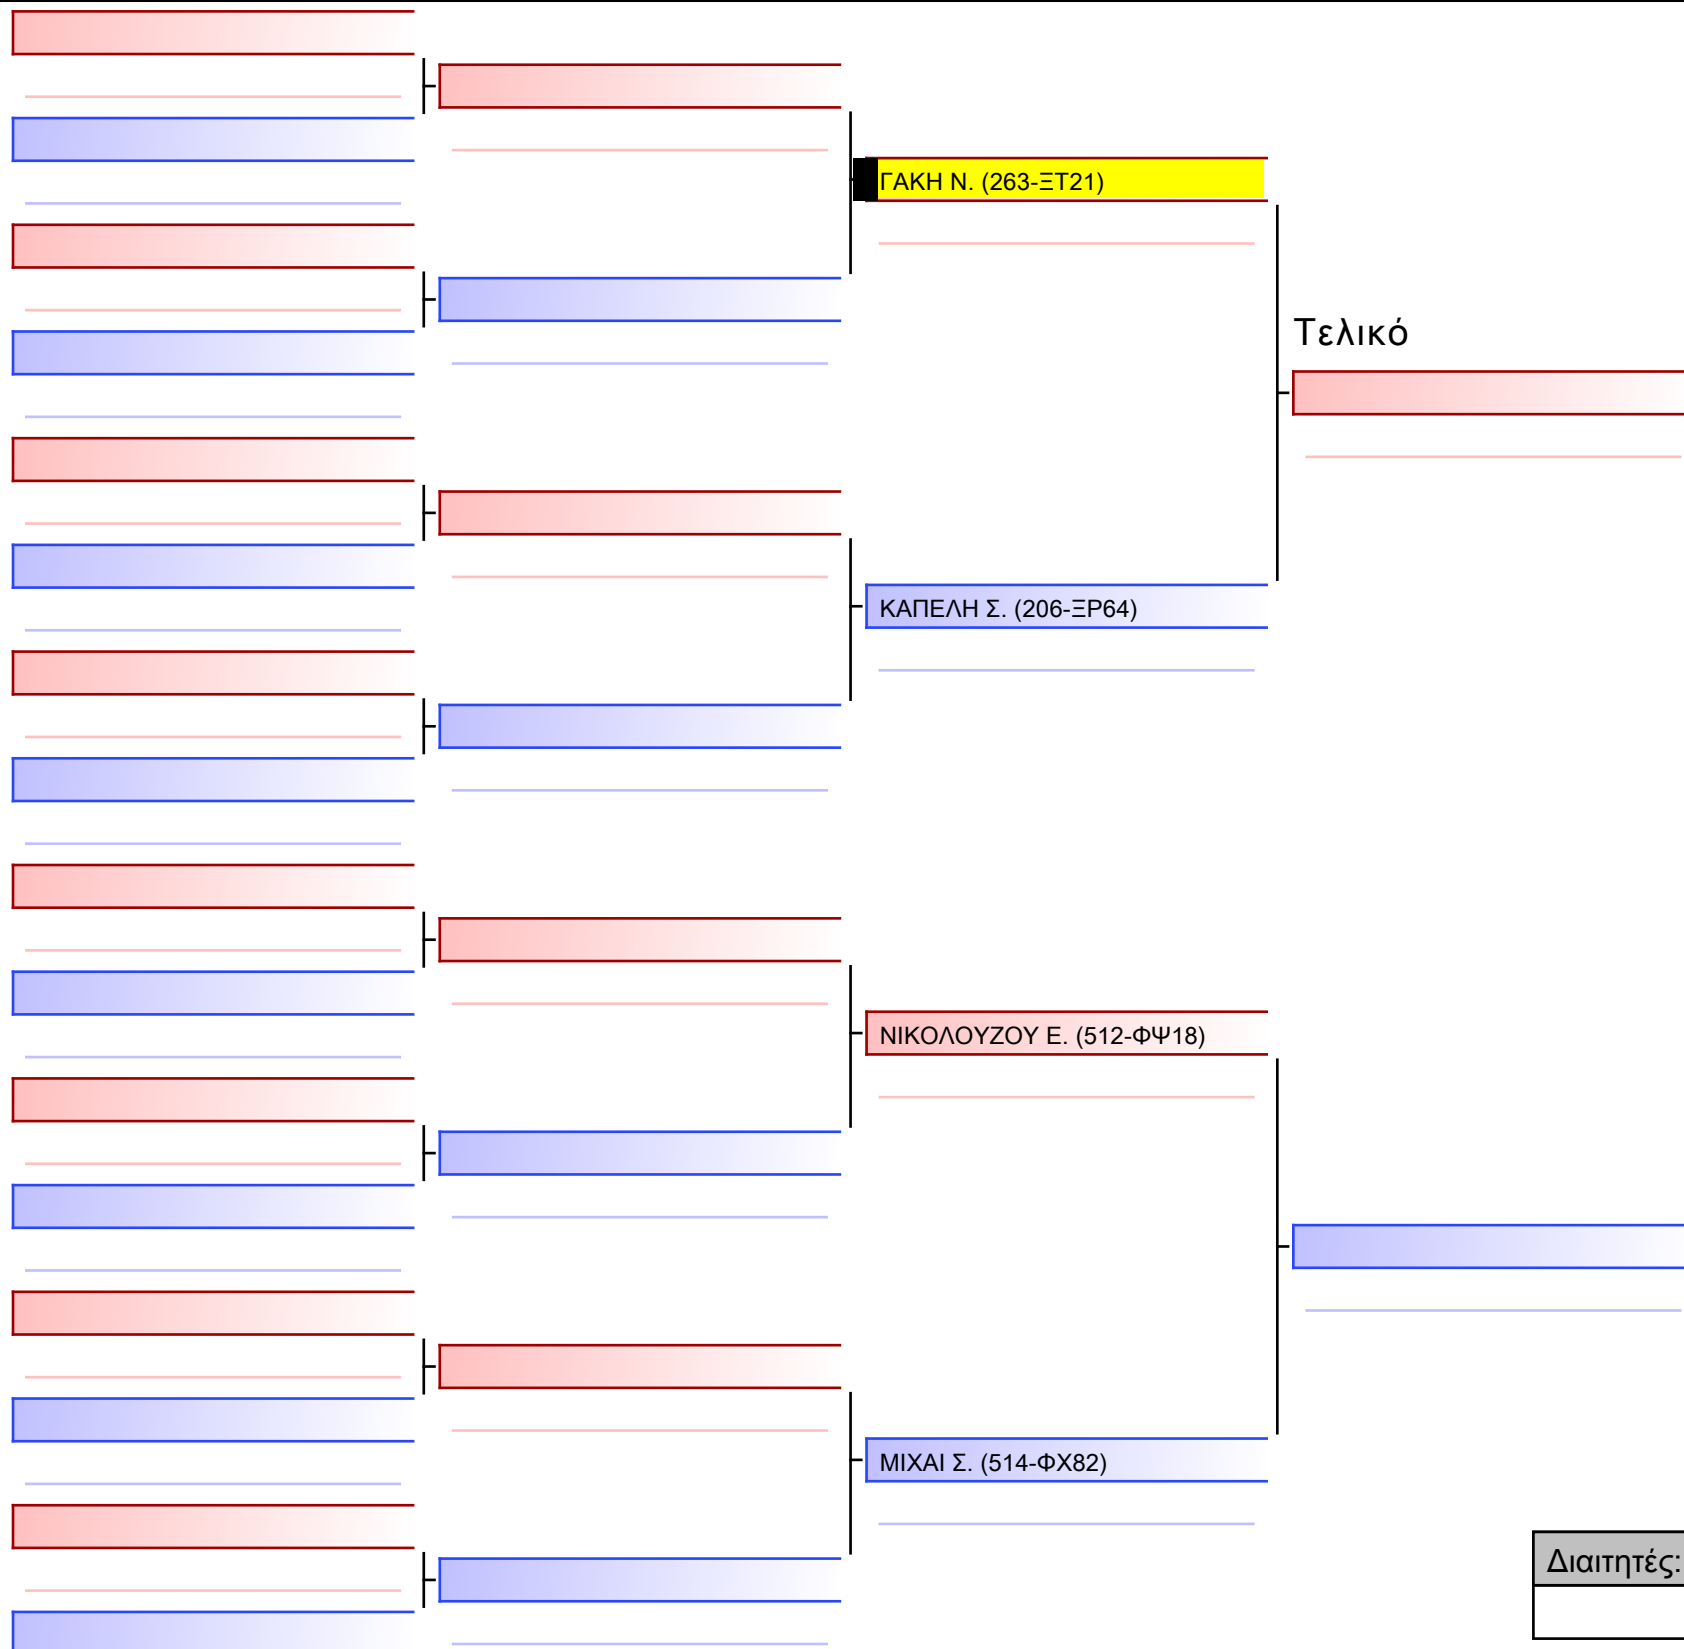 ΓΑΚΗ Ν. (263-ΞΤ21)
Τελικό
ΚΑΠΕΛΗ Σ. (206-ΞΡ64)
ΝΙΚΟΛΟΥΖΟΥ Ε. (512-ΦΨ18)
ΜΙΧΑΙ Σ. (514-ΦΧ82)
Διαιτητές: